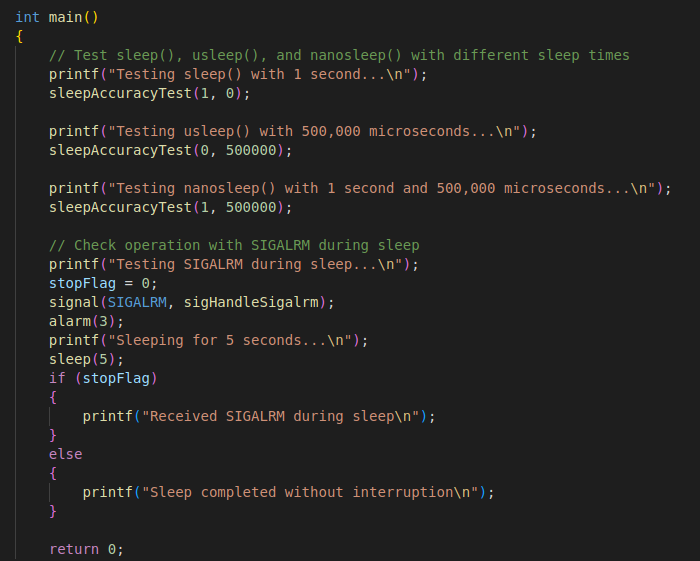 int main()
{
    // Test sleep(), usleep(), and nanosleep() with different sleep times
    printf("Testing sleep() with 1 second...\n");
    sleepAccuracyTest(1, 0);

    printf("Testing usleep() with 500,000 microseconds...\n");
    sleepAccuracyTest(0, 500000);

    printf("Testing nanosleep() with 1 second and 500,000 microseconds...\n");
    sleepAccuracyTest(1, 500000);

    // Check operation with SIGALRM during sleep
    printf("Testing SIGALRM during sleep...\n");
    stopFlag = 0;
    signal(SIGALRM, sigHandleSigalrm);
    alarm(3);
    printf("Sleeping for 5 seconds...\n");
    sleep(5);
    if (stopFlag)
    {
        printf("Received SIGALRM during sleep\n");
    }
    else
    {
        printf("Sleep completed without interruption\n");
    }

    return 0;